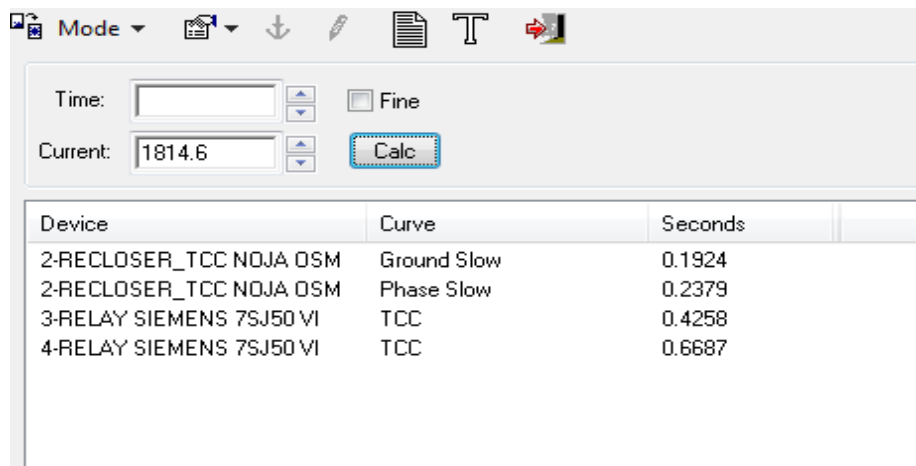 Mode
Time: Fine
Current: 1814.6 Calc
Device Curve Seconds
2-RECLOSER_TCC NOJA OSM Ground Slow 0.1924
2-RECLOSER_TCC NOJA OSM Phase Slow 0.2379
3-RELAY SIEMENS 7SJ50 VI TCC 0.4258
4-RELAY SIEMENS 7SJ50 VI TCC 0.6687